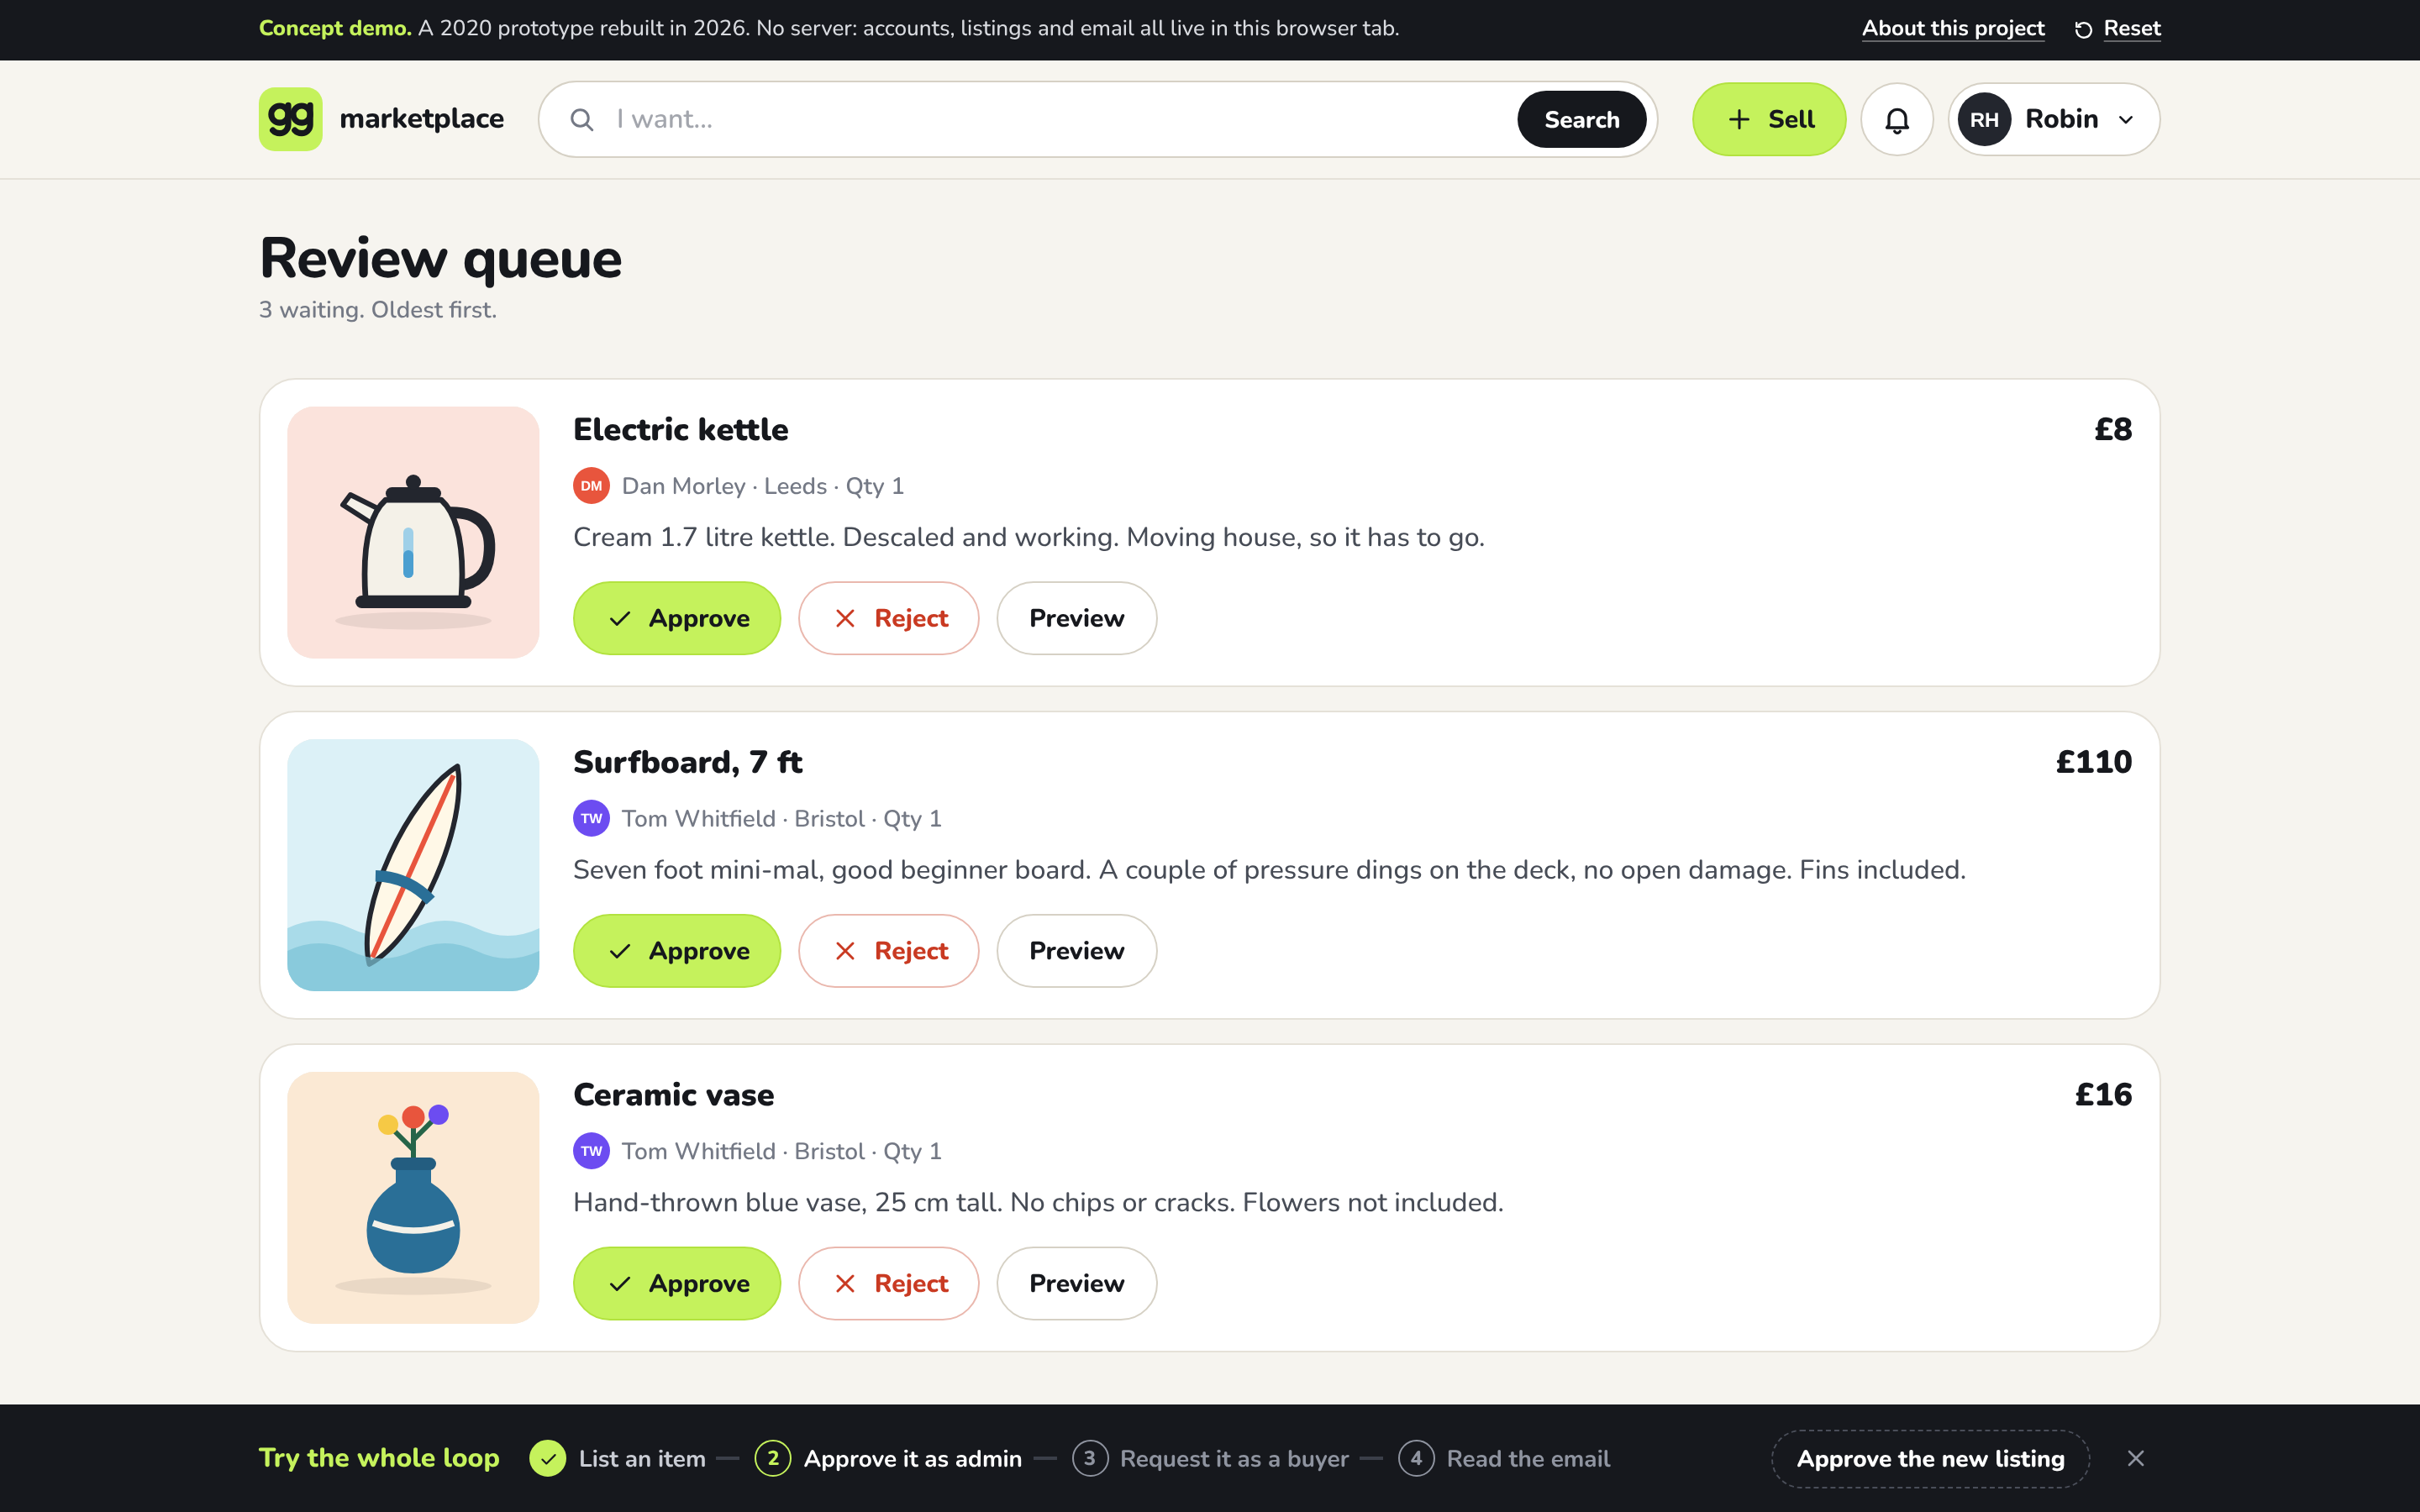 Concept demo. A 2020 prototype rebuilt in 2026. No server: accounts, listings and email all live in this browser tab. About this project Reset
gg marketplace I want... Search + Sell RH Robin
Review queue
3 waiting. Oldest first.
Electric kettle £8
DM Dan Morley · Leeds · Qty 1
Cream 1.7 litre kettle. Descaled and working. Moving house, so it has to go.
Approve Reject Preview
Surfboard, 7 ft £110
TW Tom Whitfield · Bristol · Qty 1
Seven foot mini-mal, good beginner board. A couple of pressure dings on the deck, no open damage. Fins included.
Approve Reject Preview
Ceramic vase £16
TW Tom Whitfield · Bristol · Qty 1
Hand-thrown blue vase, 25 cm tall. No chips or cracks. Flowers not included.
Approve Reject Preview
Try the whole loop List an item 2 Approve it as admin 3 Request it as a buyer 4 Read the email Approve the new listing